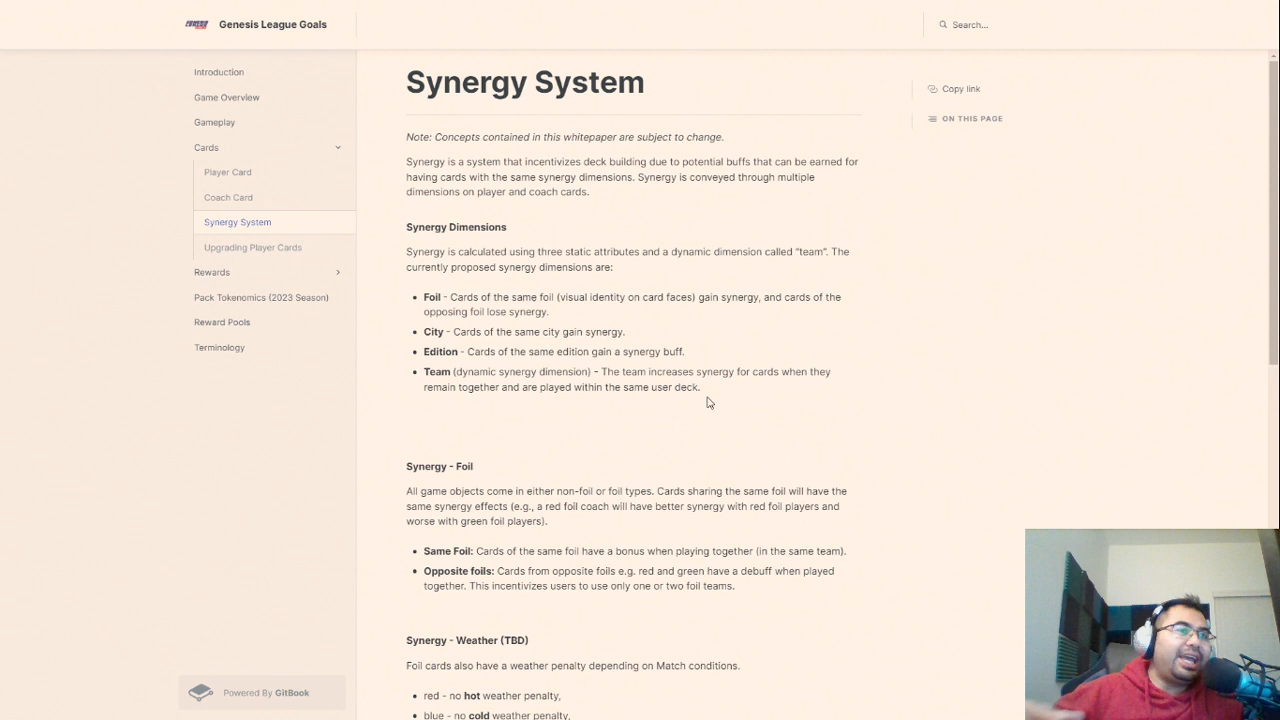 Genesis League Goals
Search...
Introduction
Game Overview
Gameplay
Cards
Player Card
Coach Card
Synergy System
Upgrading Player Cards
Rewards
Pack Tokenomics (2023 Season)
Reward Pools
Terminology
Powered By GitBook
Synergy System
Note: Concepts contained in this whitepaper are subject to change.
Synergy is a system that incentivizes deck building due to potential buffs that can be earned for
having cards with the same synergy dimensions. Synergy is conveyed through multiple
dimensions on player and coach cards.
Synergy Dimensions
Synergy is calculated using three static attributes and a dynamic dimension called “team”. The
currently proposed synergy dimensions are:
• Foil - Cards of the same foil (visual identity on card faces) gain synergy, and cards of the
opposing foil lose synergy.
• City - Cards of the same city gain synergy.
• Edition - Cards of the same edition gain a synergy buff.
• Team (dynamic synergy dimension) - The team increases synergy for cards when they
remain together and are played within the same user deck.
Synergy - Foil
All game objects come in either non-foil or foil types. Cards sharing the same foil will have the
same synergy effects (e.g., a red foil coach will have better synergy with red foil players and
worse with green foil players).
• Same Foil: Cards of the same foil have a bonus when playing together (in the same team).
• Opposite foils: Cards from opposite foils e.g. red and green have a debuff when played
together. This incentivizes users to use only one or two foil teams.
Synergy - Weather (TBD)
Foil cards also have a weather penalty depending on Match conditions.
• red - no hot weather penalty,
• blue - no cold weather penalty,
Copy link
ON THIS PAGE